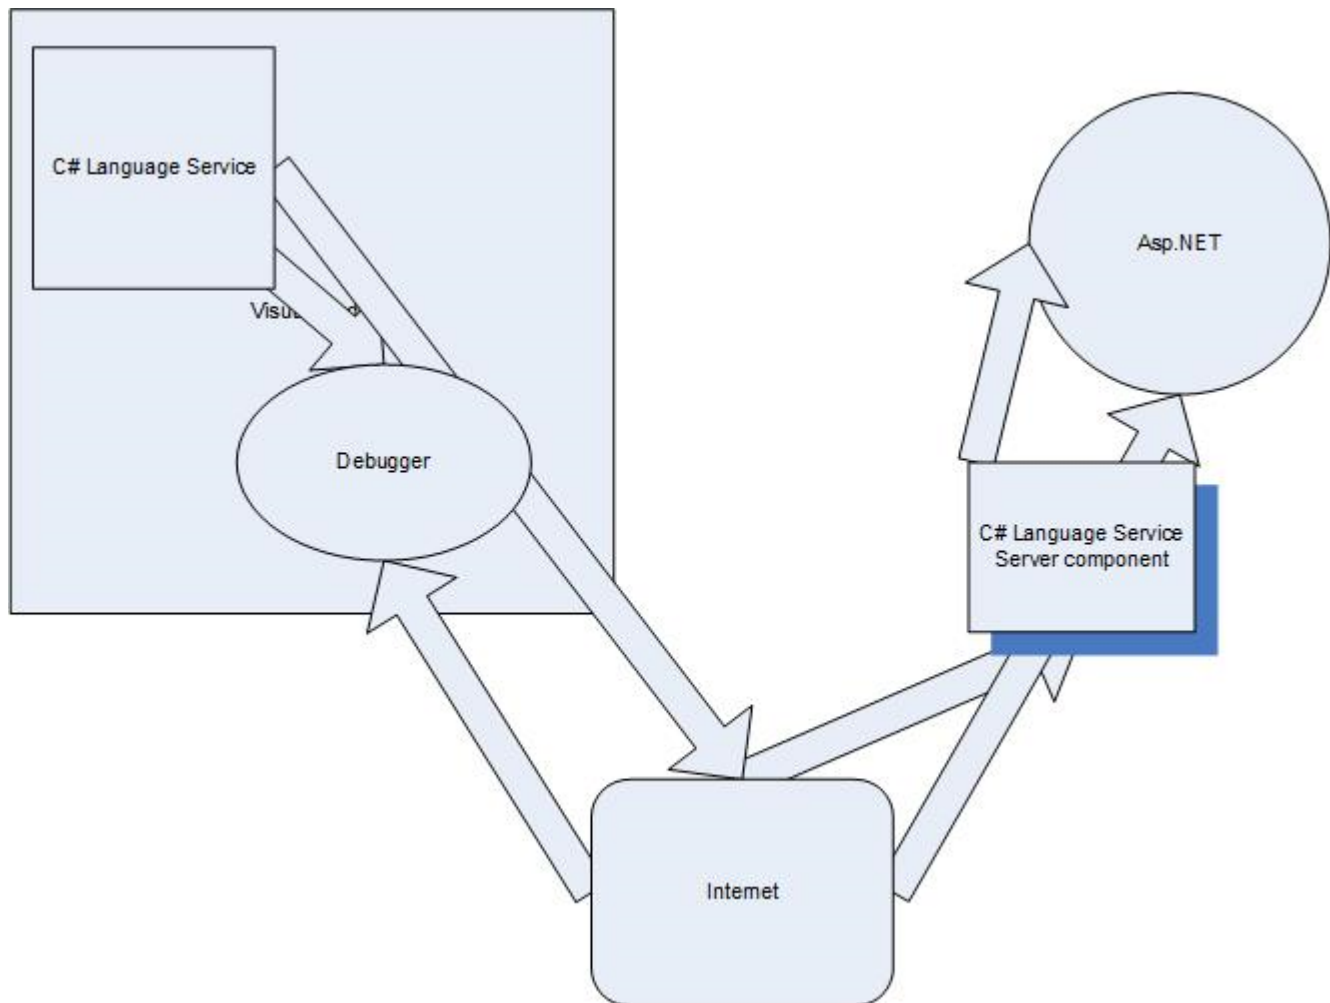 C# Language Service
Asp.NET
Debugger
C# Language Service
Server component
Internet